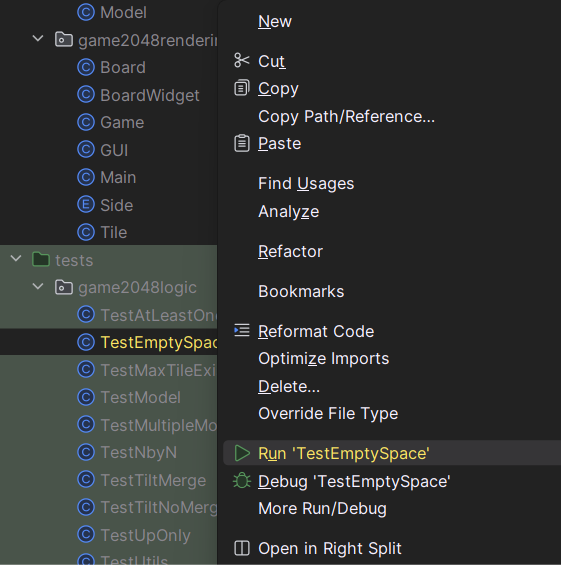 Model
game2048renderin
Board
BoardWidget
Game
GUI
Main
Side
Tile
tests
game2048logic
TestAtLeastOne
TestEmptySpac
TestMaxTileExi
TestModel
TestMultipleMo
TestNbyN
TestTiltMerge
TestTiltNoMerg
TestUpOnly
TestUtils
New
Cut
Copy
Copy Path/Reference...
Paste
Find Usages
Analyze
Refactor
Bookmarks
Reformat Code
Optimize Imports
Delete...
Override File Type
Run 'TestEmptySpace'
Debug 'TestEmptySpace'
More Run/Debug
Open in Right Split